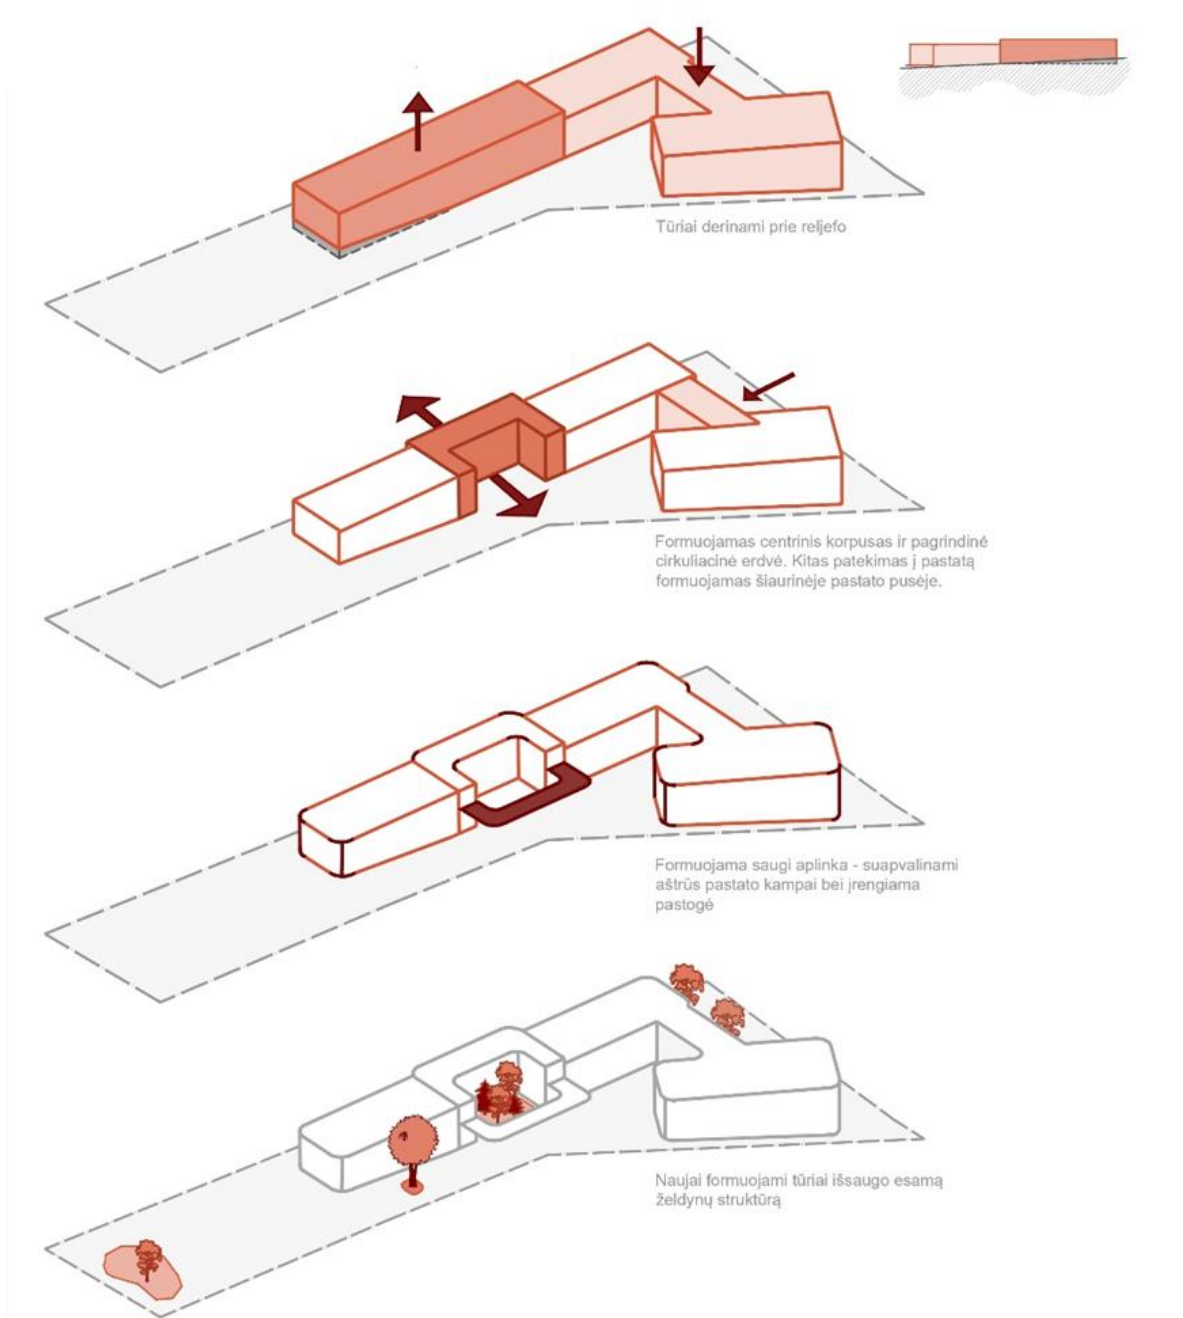 Tūriai derinami prie reljefo
Formuojamas centrinis korpusas ir pagrindinė
cirkuliacinė erdvė. Kitas patekimas į pastatą
formuojamas šiaurinėje pastato pusėje.
Formuojama saugi aplinka - suapvalinami
aštrūs pastato kampai bei įrengiama
pastogė
Naujai formuojami tūriai išsaugo esamą
želdynų struktūrą